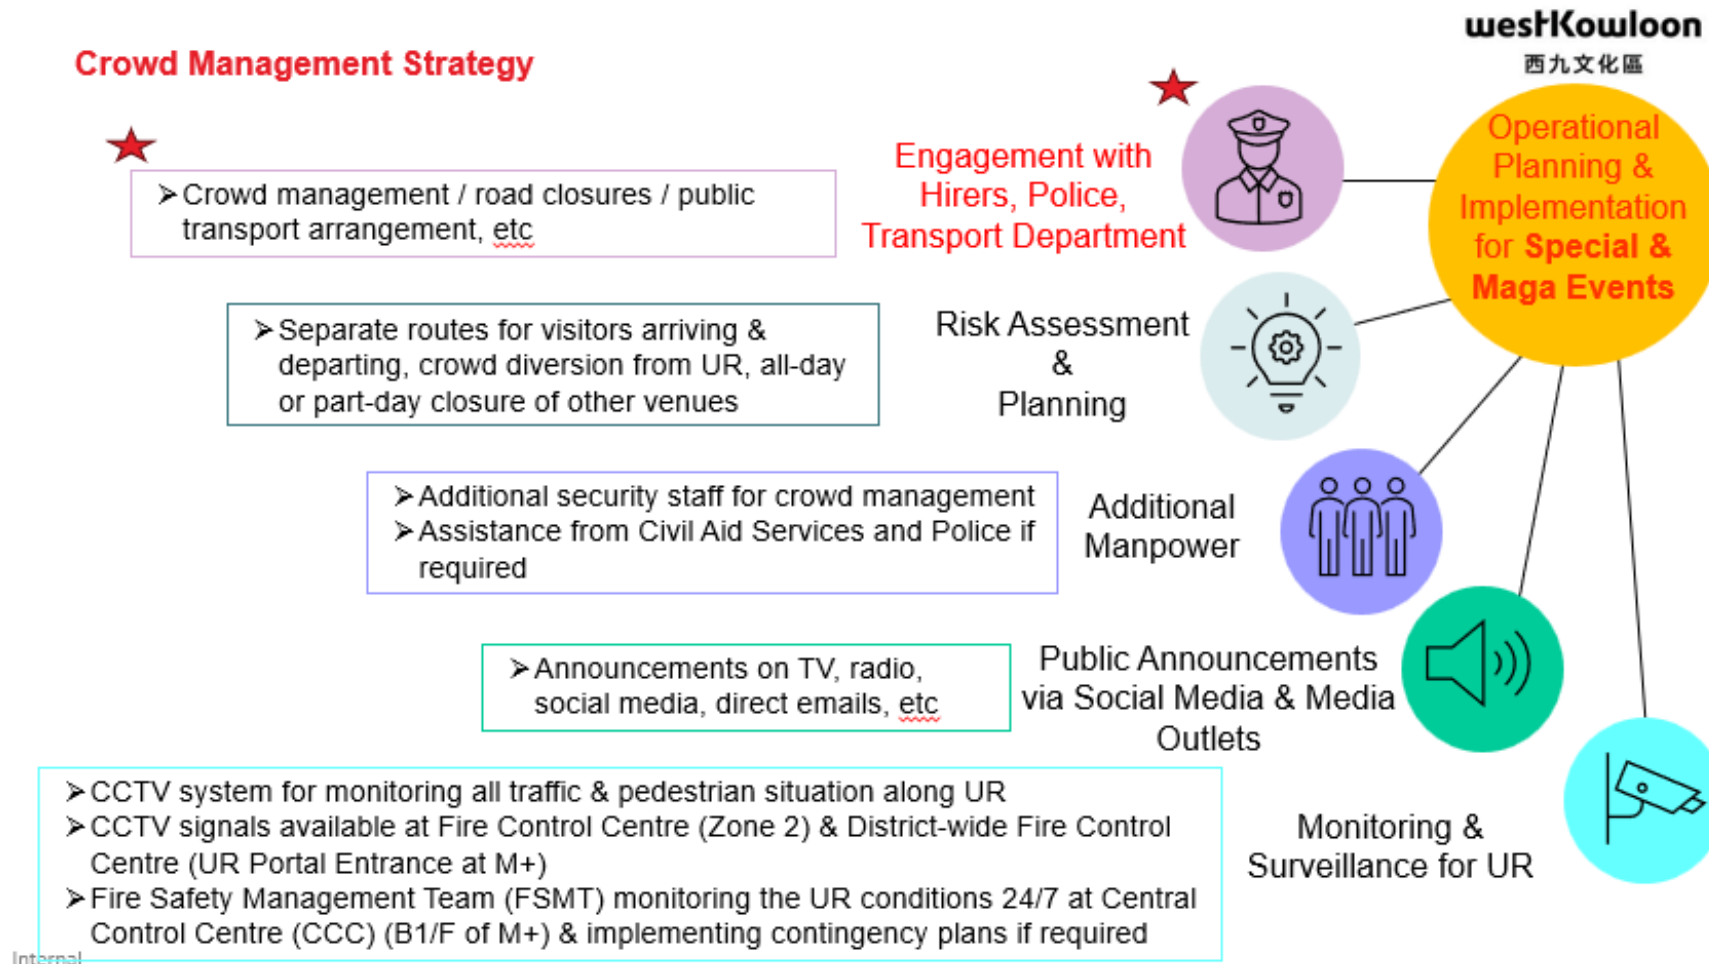 westKowloon
西九文化區
Crowd Management Strategy
Operational
Planning &
Implementation
for Special &
Maga Events
Engagement with
Hirers, Police,
Transport Department
➢Crowd management / road closures / public
transport arrangement, etc
Risk Assessment
&
Planning
➢Separate routes for visitors arriving &
departing, crowd diversion from UR, all-day
or part-day closure of other venues
Additional
Manpower
➢Additional security staff for crowd management
➢Assistance from Civil Aid Services and Police if
required
Public Announcements
via Social Media & Media
Outlets
➢Announcements on TV, radio,
social media, direct emails, etc
Monitoring &
Surveillance for UR
➢CCTV system for monitoring all traffic & pedestrian situation along UR
➢CCTV signals available at Fire Control Centre (Zone 2) & District-wide Fire Control
Centre (UR Portal Entrance at M+)
➢Fire Safety Management Team (FSMT) monitoring the UR conditions 24/7 at Central
Control Centre (CCC) (B1/F of M+) & implementing contingency plans if required
Internal